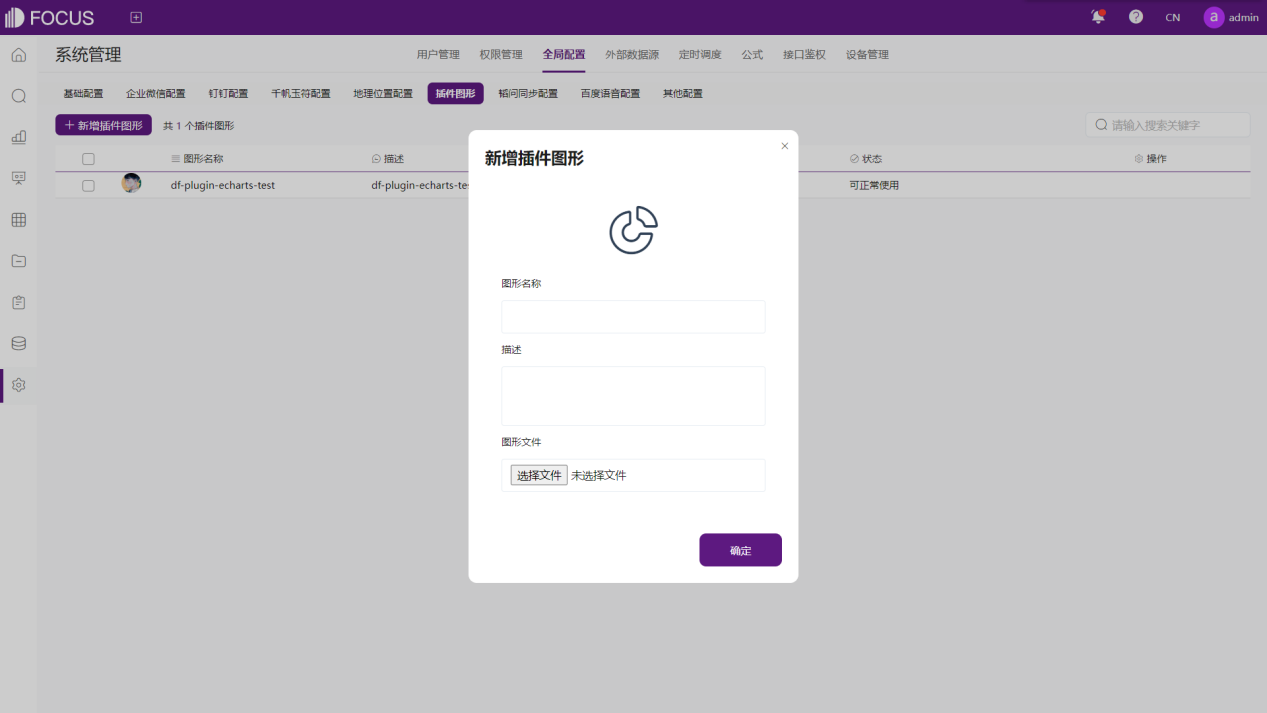 FOCUS
CN
a admin
系统管理
用户管理 权限管理 全局配置 外部数据源 定时调度 公式 接口鉴权 设备管理
基础配置 企业微信配置 钉钉配置 千帆玉符配置 地理位置配置 插件图形 韬问同步配置 百度语音配置 其他配置
新增插件图形 共 1 个插件图形
请输入搜索关键字
图形名称 描述 状态 操作
df-plugin-echarts-test df-plugin-echarts-te 可正常使用
新增插件图形
图形名称
描述
图形文件
选择文件 未选择文件
确定